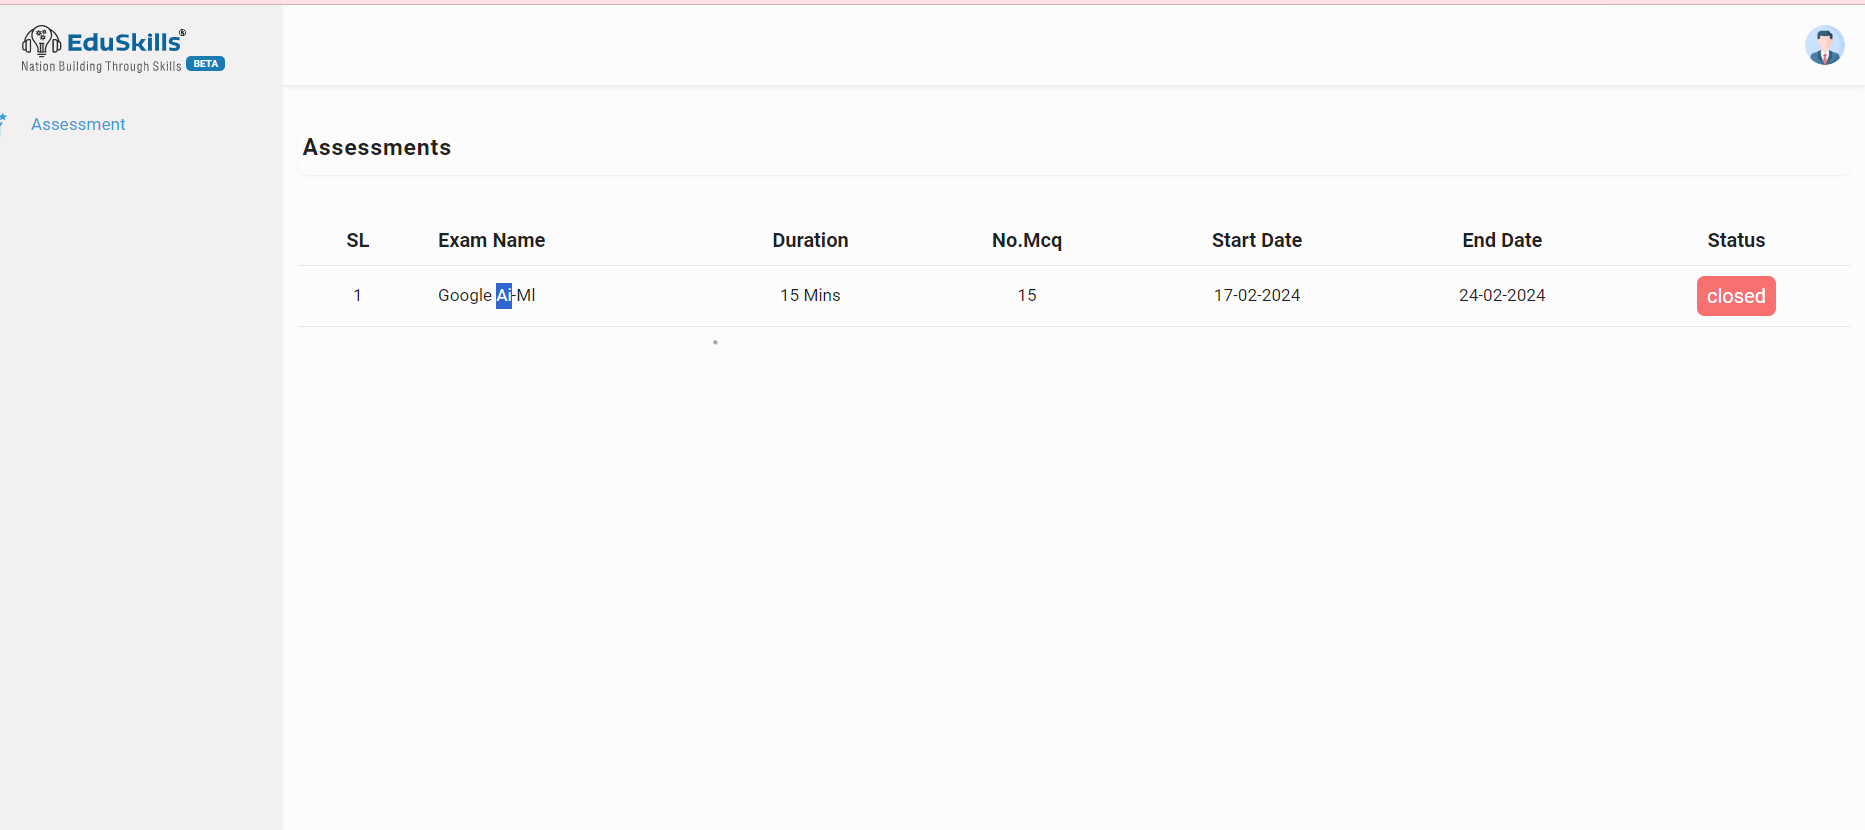 EduSkills®
Nation Building Through Skills BETA
Assessment
Assessments
SL Exam Name Duration No.Mcq Start Date End Date Status
1 Google Ai-Ml 15 Mins 15 17-02-2024 24-02-2024 closed